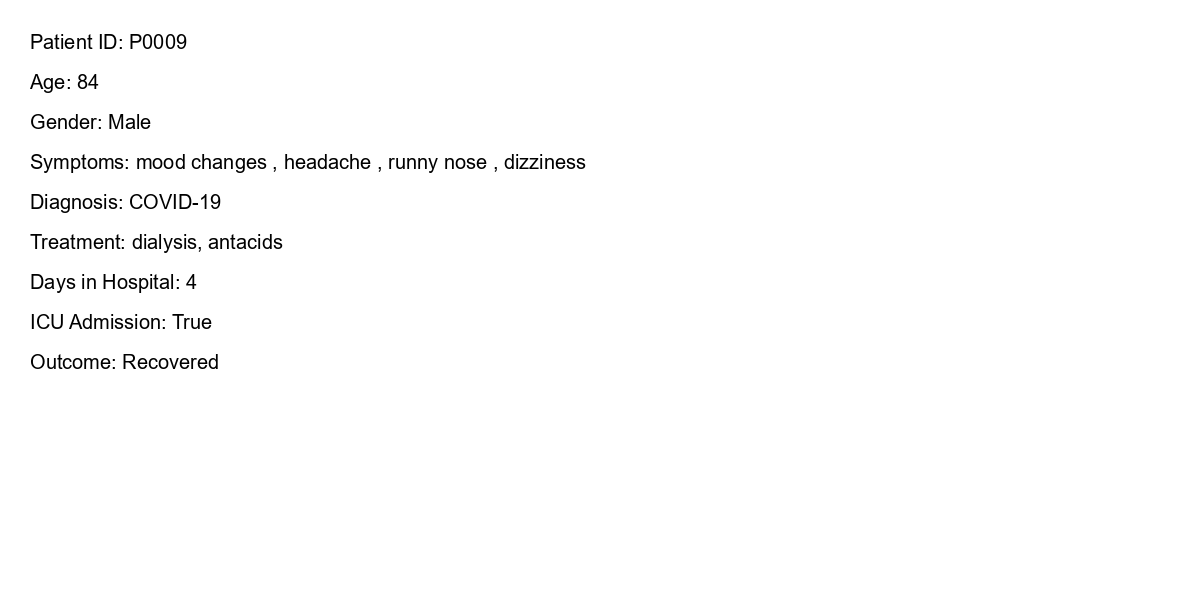 Patient ID: P0009
Age: 84
Gender: Male
Symptoms: mood changes , headache , runny nose , dizziness
Diagnosis: COVID-19
Treatment: dialysis, antacids
Days in Hospital: 4
ICU Admission: True
Outcome: Recovered